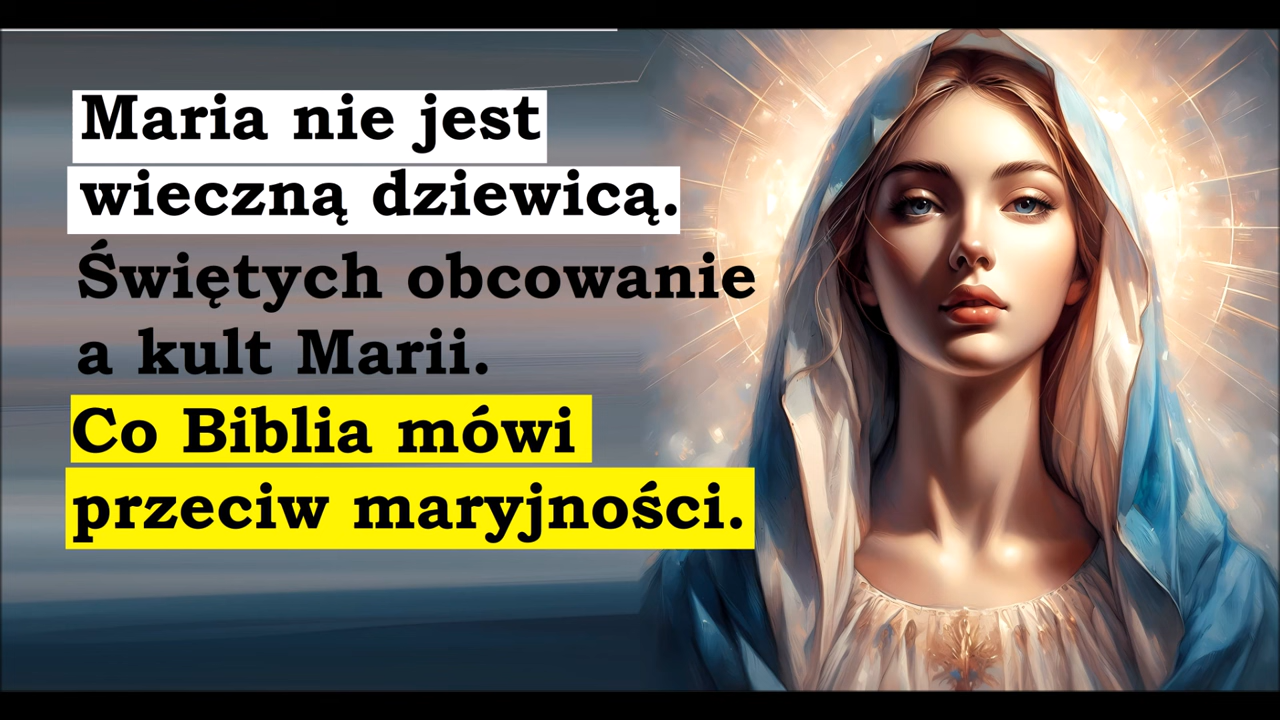 Maria nie jest
wieczną dziewicą.
Świętych obcowanie
a kult Marii.
Co Biblia mówi
przeciw maryjności.